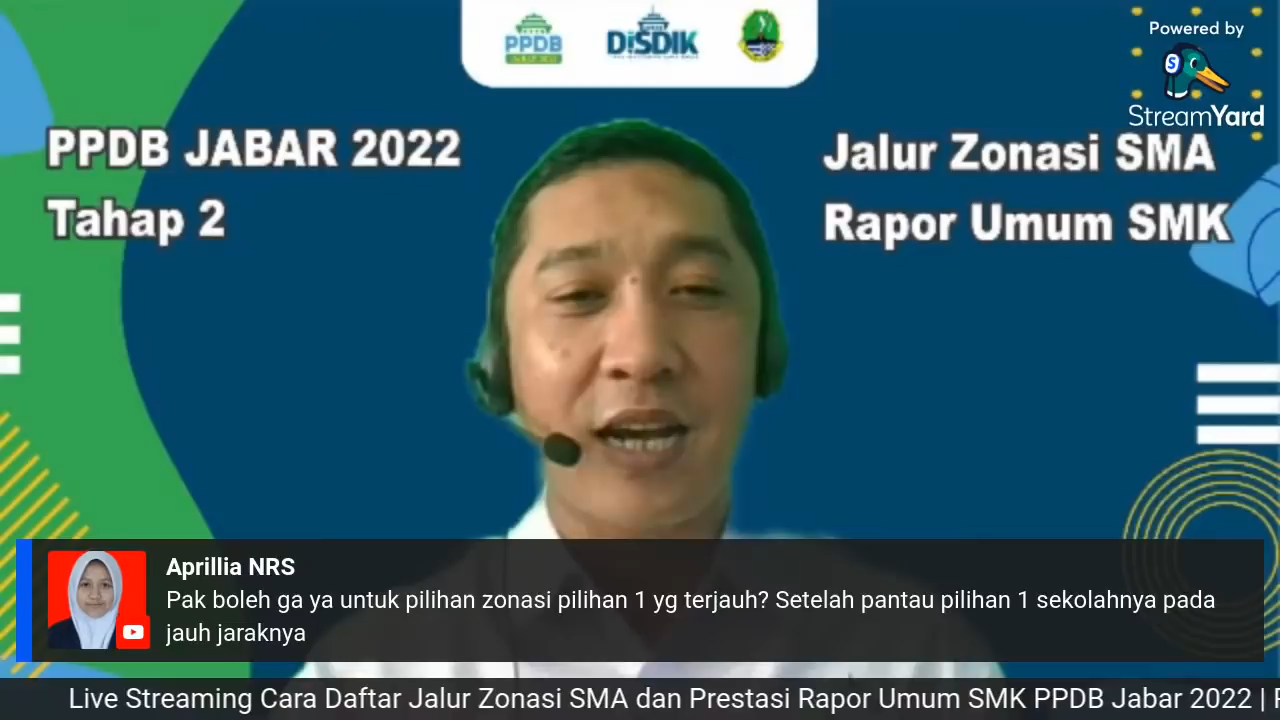 PPDB
DISDIK
Powered by
StreamYard
PPDB JABAR 2022
Tahap 2
Jalur Zonasi SMA
Rapor Umum SMK
Aprillia NRS
Pak boleh ga ya untuk pilihan zonasi pilihan 1 yg terjauh? Setelah pantau pilihan 1 sekolahnya pada
jauh jaraknya
Live Streaming Cara Daftar Jalur Zonasi SMA dan Prestasi Rapor Umum SMK PPDB Jabar 2022 |